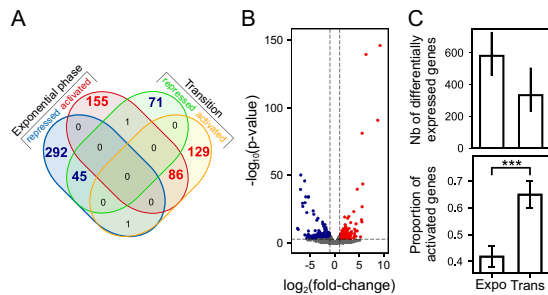 A
Exponential phase
repressed activated
Transition
repressed
activated
155
71
292
129
45
86
0
1
0
0
0
0
0
0
0
1
B
150
100
50
0
-log10(p-value)
-5
0
5
10
log2(fold-change)
C
Nb of differentially
expressed genes
600
400
200
0
Proportion of
activated genes
0.7
0.6
0.5
0.4
***
Expo
Trans